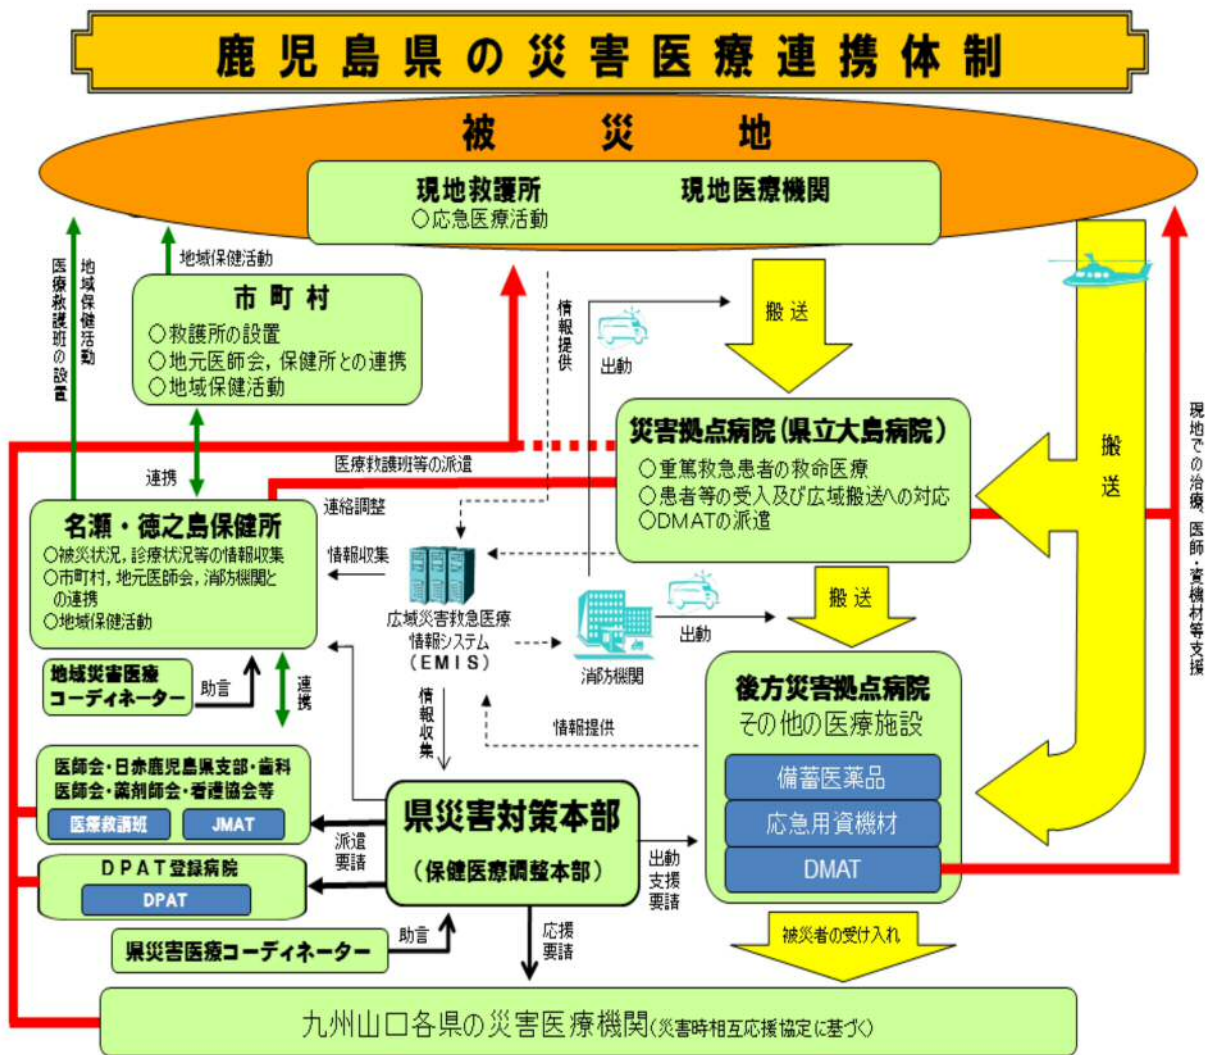 鹿児島県の災害医療連携体制
被災地
現地救護所
○応急医療活動
現地医療機関
地域保健活動
医療救護班の設置
地域保健活動
市町村
○救護所の設置
○地元医師会，保健所との連携
○地域保健活動
情報提供
出動
搬送
搬送
災害拠点病院（県立大島病院）
○重篤救急患者の救命医療
○患者等の受入及び広域搬送への対応
○DMATの派遣
現地での治療、医師・資機材等支援
連携
医療救護班等の派遣
連絡調整
名瀬・徳之島保健所
○被災状況，診療状況等の情報収集
○市町村，地元医師会，消防機関と
の連携
○地域保健活動
情報収集
広域災害救急医療
情報システム
（ＥＭＩＳ）
消防機関
出動
搬送
地域災害医療
コーディネーター
助言
連携
情報収集
情報提供
後方災害拠点病院
その他の医療施設
備蓄医薬品
応急用資機材
DMAT
医師会・日赤鹿児島県支部・歯科
医師会・薬剤師会・看護協会等
医療救護班
JMAT
派遣
要請
県災害対策本部
（保健医療調整本部）
出動
支援
要請
ＤＰＡＴ登録病院
DPAT
県災害医療コーディネーター
助言
応援
要請
被災者の受け入れ
九州山口各県の災害医療機関（災害時相互応援協定に基づく）